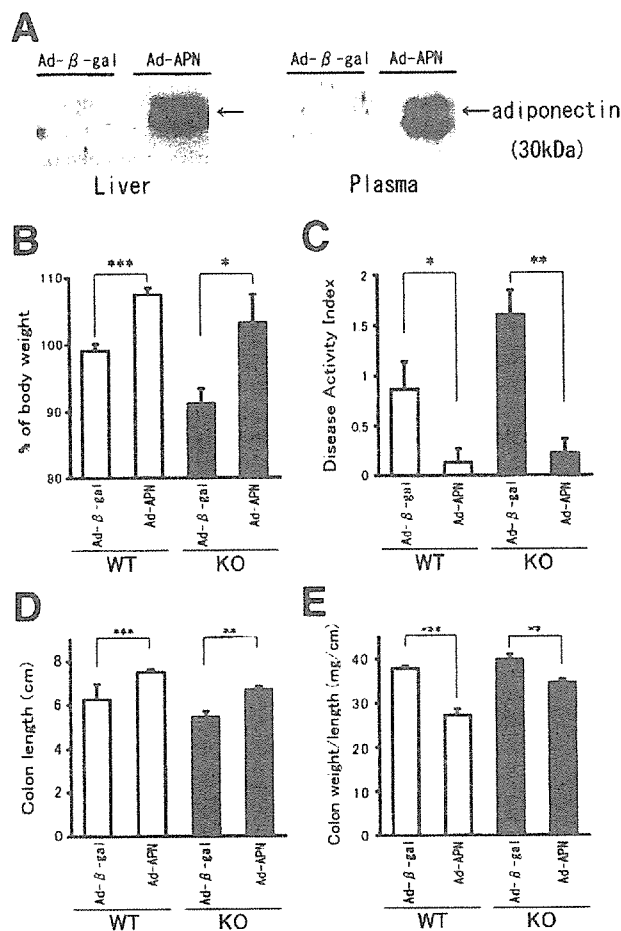 A
Ad-β-gal Ad-APN Ad-β-gal Ad-APN
← ←adiponectin
(30kDa)
Liver Plasma
B
*** *
% of body weight
110
100
90
80
Ad-β-gal Ad-APN Ad-β-gal Ad-APN
WT KO
C
* **
Disease Activity Index
2
1.5
1
0.5
0
Ad-β-gal Ad-APN Ad-β-gal Ad-APN
WT KO
D
*** **
Colon length (cm)
8
6
4
2
0
Ad-β-gal Ad-APN Ad-β-gal Ad-APN
WT KO
E
*** **
Colon weight/length (mg/cm)
40
30
20
10
0
Ad-β-gal Ad-APN Ad-β-gal Ad-APN
WT KO